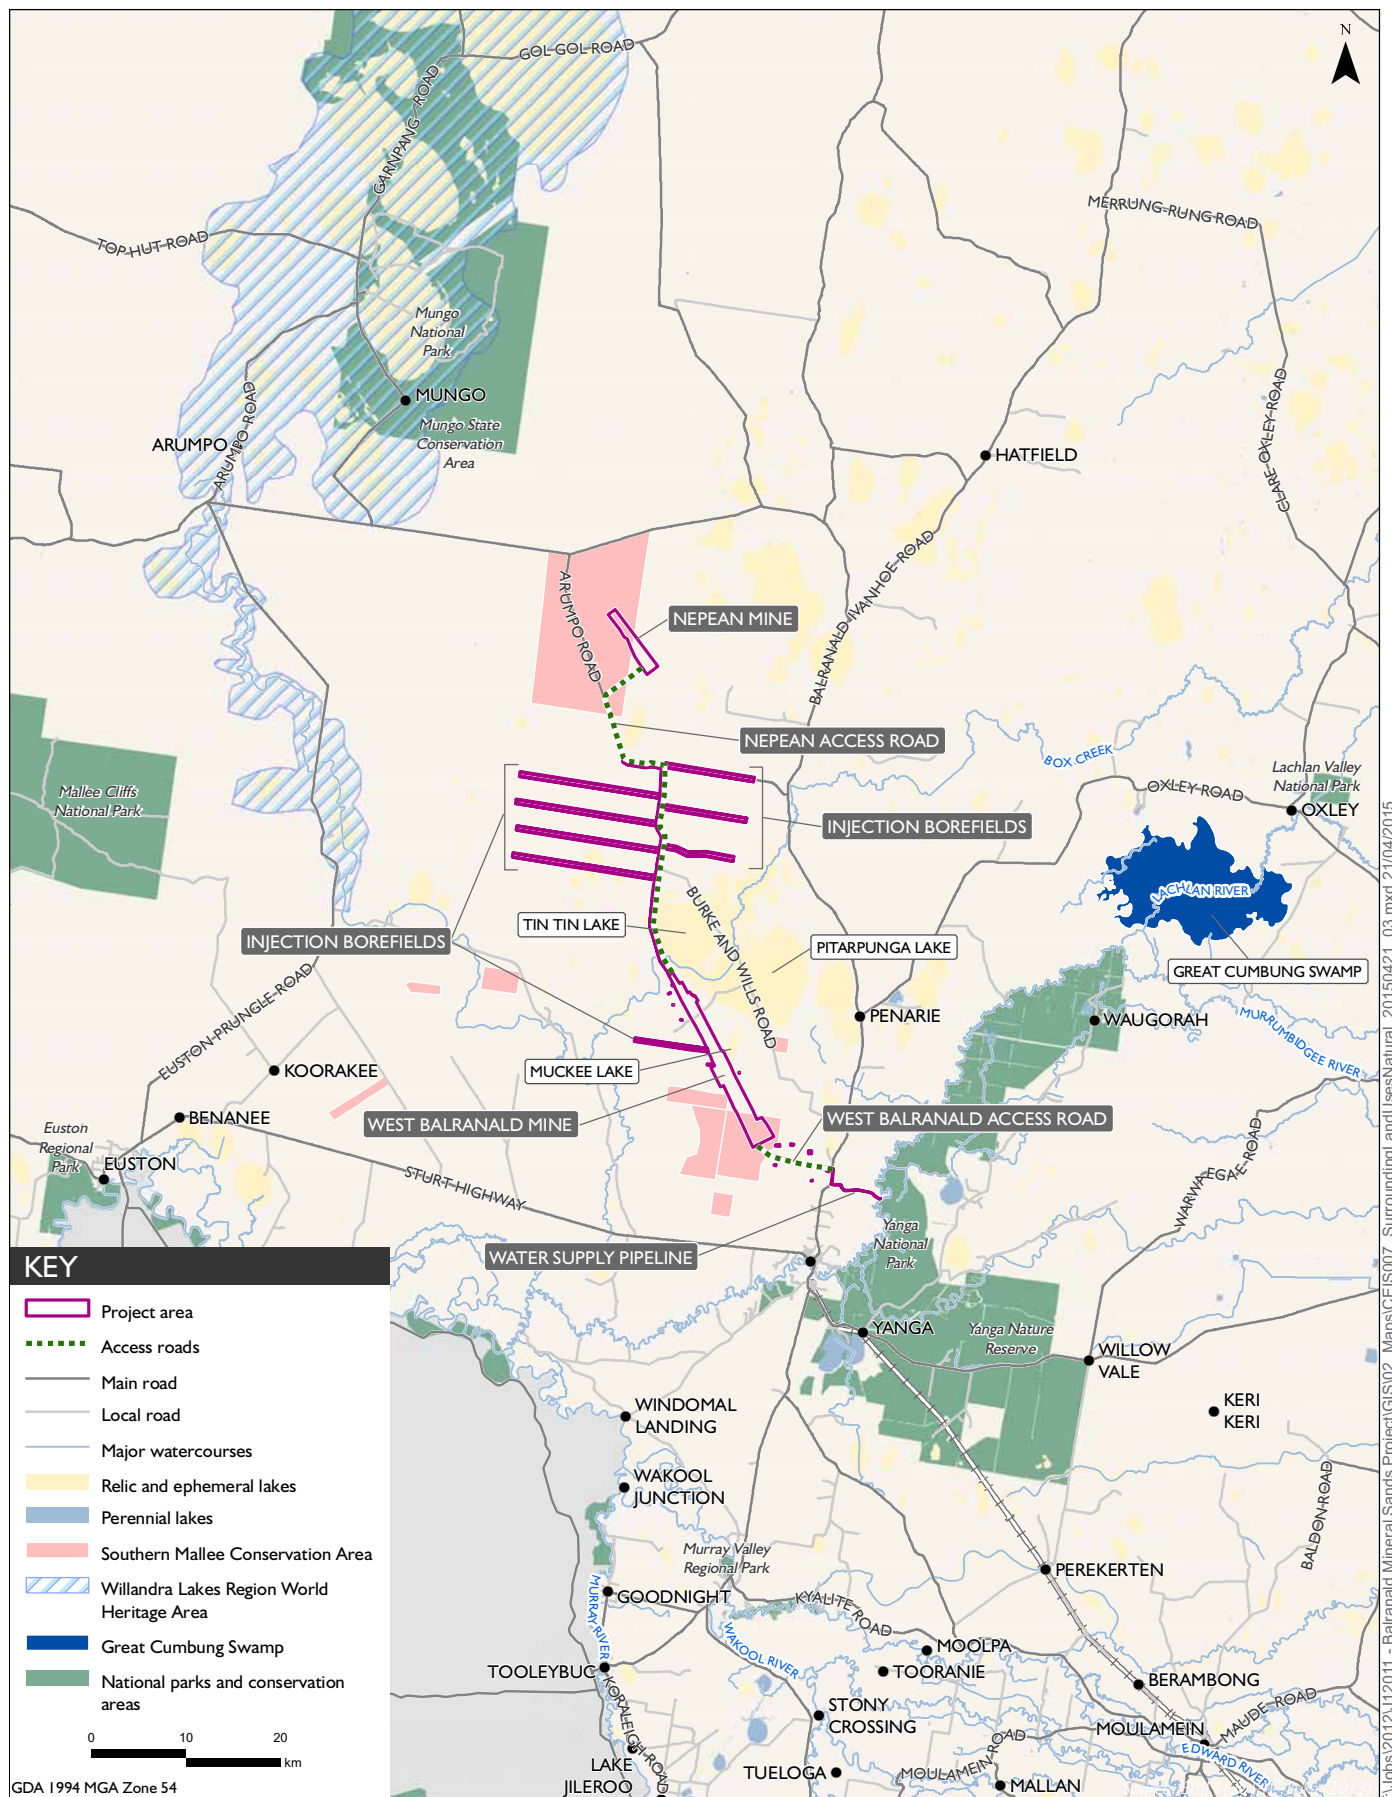 N
GOL GOL ROAD
GARNPANG ROAD
MERRUNG-RUNG ROAD
TOP HUT ROAD
Mungo
National
Park
MUNGO
Mungo State
Conservation
Area
ARUMPO
ARUMPO-ROAD
CLARE-OXLEY-ROAD
HATFIELD
ARUMPO ROAD
NEPEAN MINE
BALRANALD-IVANHOE-ROAD
NEPEAN ACCESS ROAD
BOX CREEK
Lachlan Valley
National Park
OXLEY ROAD
OXLEY
Mallee Cliffs
National Park
INJECTION BOREFIELDS
LACHLAN RIVER
BURKE AND WILLS ROAD
TIN TIN LAKE
INJECTION BOREFIELDS
PITARPUNGA LAKE
GREAT CUMBUNG SWAMP
EUSTON-PRUNGLE-ROAD
PENARIE
WAUGORAH
MURRUMBIDGEE RIVER
KOORAKEE
MUCKEE LAKE
BENANEE
WEST BALRANALD MINE
WEST BALRANALD ACCESS ROAD
Euston
Regional
Park
EUSTON
STURT HIGHWAY
WARWAEGAE-ROAD
Yanga
National
Park
WATER SUPPLY PIPELINE
YANGA
Yanga Nature
Reserve
WILLOW
VALE
KERI
KERI
WINDOMAL
LANDING
WAKOOL
JUNCTION
BALDON-ROAD
Murray Valley
Regional Park
PEREKERTEN
GOODNIGHT
KYALITE-ROAD
MURRAY RIVER
WAKOOL RIVER
MOOLPA
TOORANIE
TOOLEYBUC
BERAMBONG
KORALEIGH-ROAD
STONY
CROSSING
MAUDE-ROAD
MOULAMEIN
EDWARD RIVER
MOULAMEIN-ROAD
LAKE
JILEROO
TUELOGA
MALLAN
KEY
Project area
Access roads
Main road
Local road
Major watercourses
Relic and ephemeral lakes
Perennial lakes
Southern Mallee Conservation Area
Willandra Lakes Region World
Heritage Area
Great Cumbung Swamp
National parks and conservation
areas
0 10 20
km
GDA 1994 MGA Zone 54